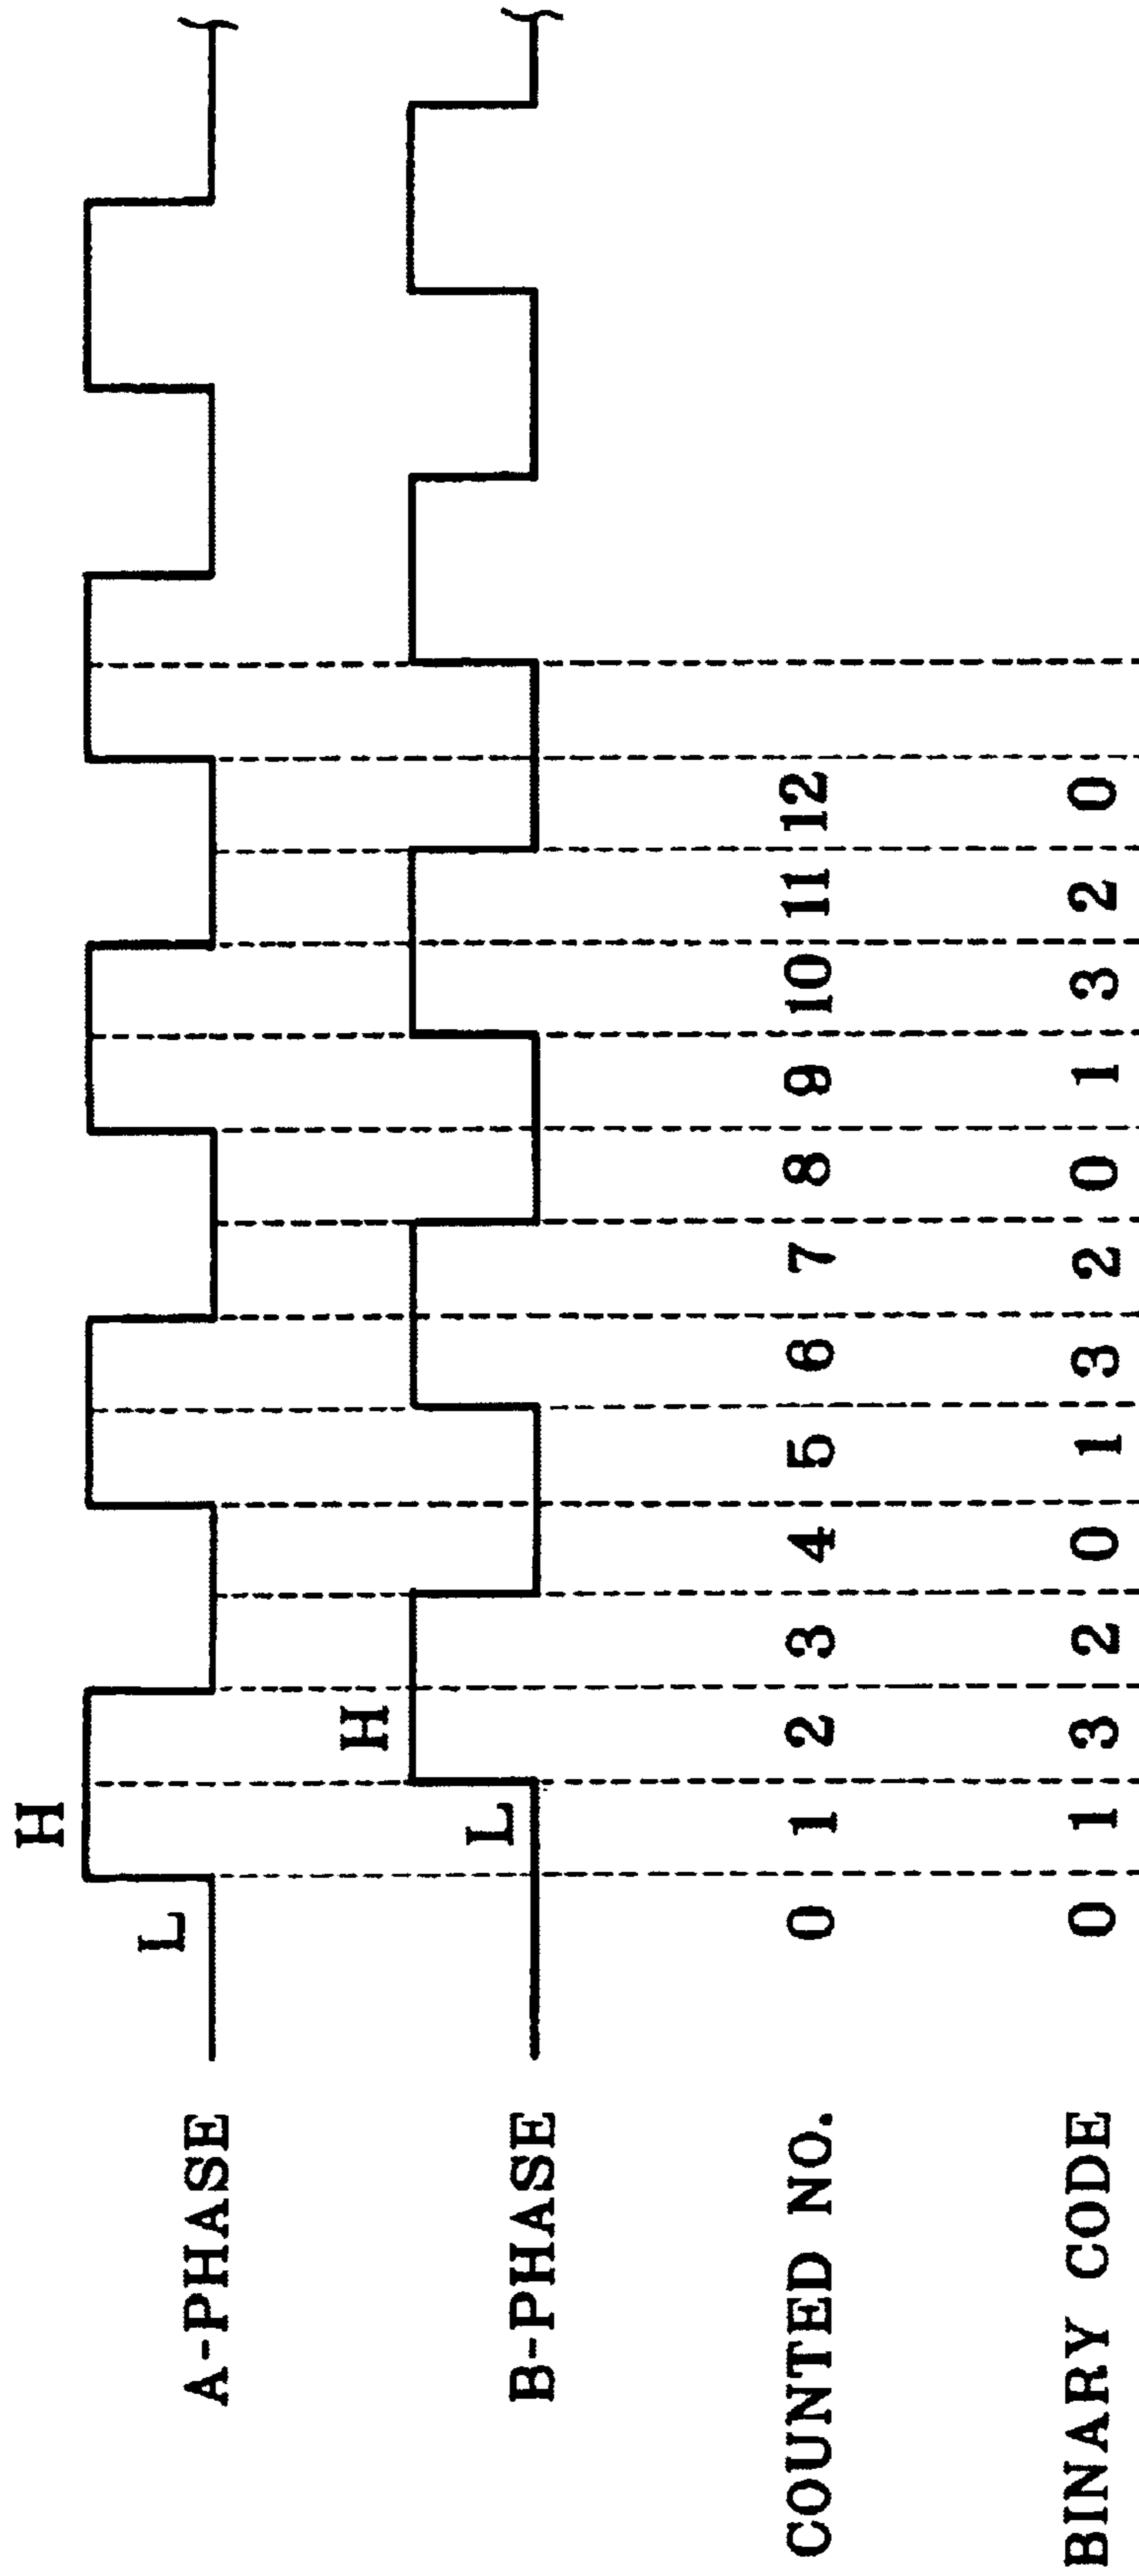 H
L
A-PHASE
H
L
B-PHASE
COUNTED NO. 0 1 2 3 4 5 6 7 8 9 10 11 12
BINARY CODE 0 1 3 2 0 1 3 2 0 1 3 2 0